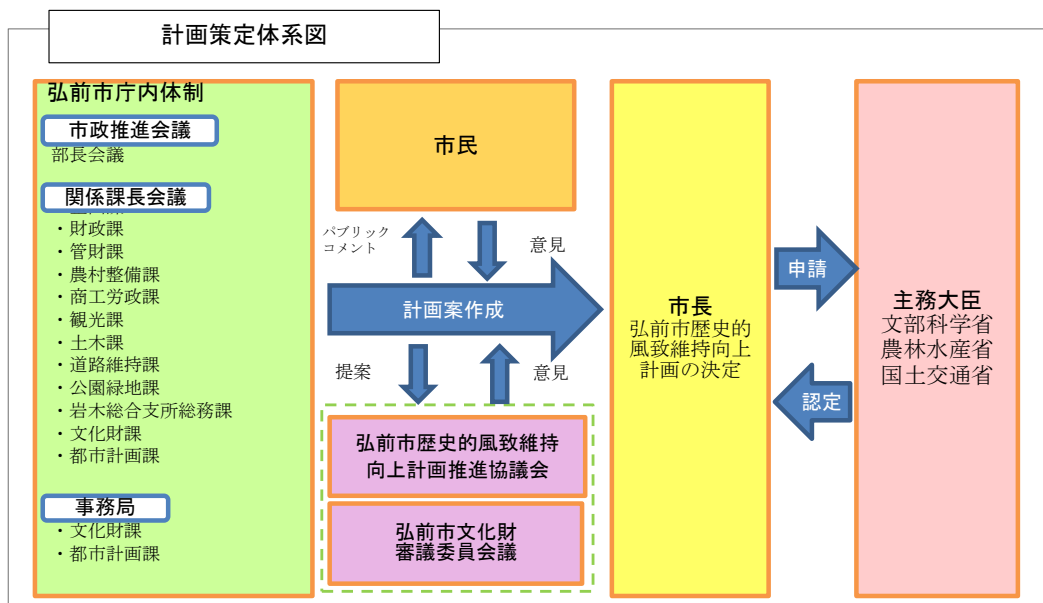 計画策定体系図
弘前市庁内体制
市政推進会議
部長会議
関係課長会議
・財政課
・管財課
・農村整備課
・商工労政課
・観光課
・土木課
・道路維持課
・公園緑地課
・岩木総合支所総務課
・文化財課
・都市計画課
事務局
・文化財課
・都市計画課
市民
パブリック
コメント
意見
計画案作成
提案
意見
弘前市歴史的風致維持
向上計画推進協議会
弘前市文化財
審議委員会議
市長
弘前市歴史的
風致維持向上
計画の決定
申請
認定
主務大臣
文部科学省
農林水産省
国土交通省